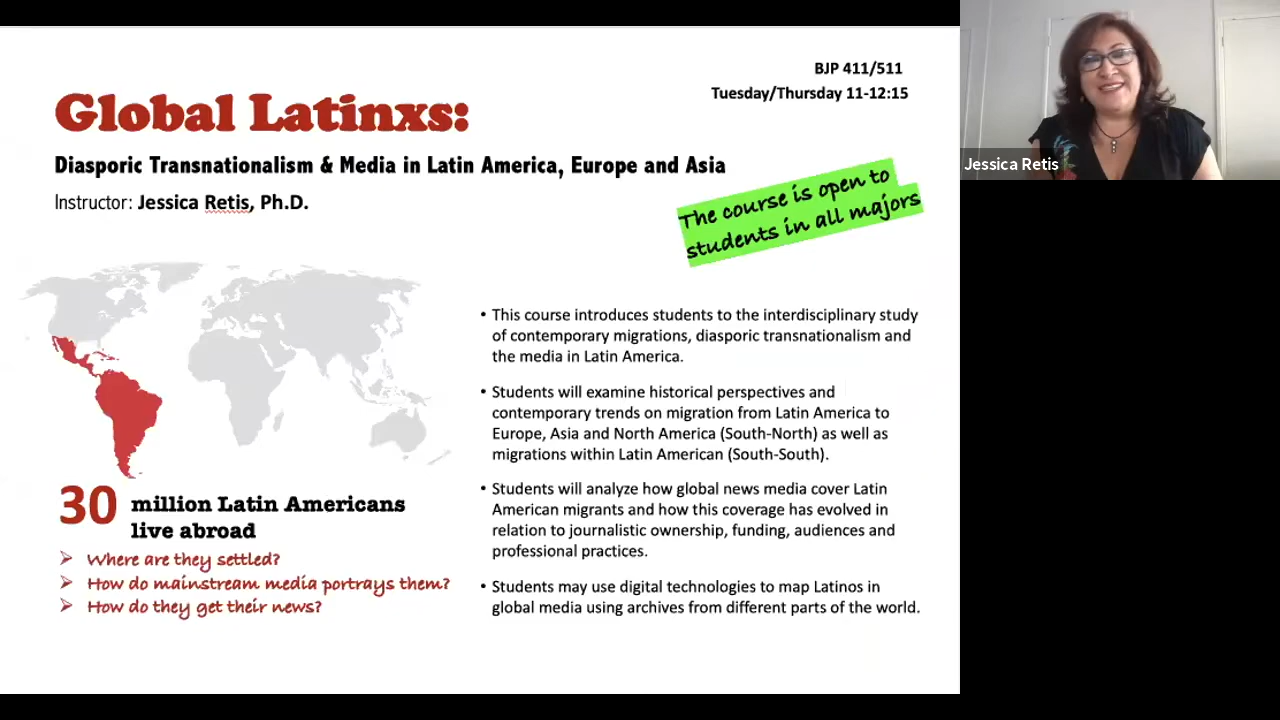 BJP 411/511
Tuesday/Thursday 11-12:15
Global Latinxs:
Diasporic Transnationalism & Media in Latin America, Europe and Asia
Instructor: Jessica Retis, Ph.D.
The course is open to
students in all majors
Jessica Retis
• This course introduces students to the interdisciplinary study
of contemporary migrations, diasporic transnationalism and
the media in Latin America.
• Students will examine historical perspectives and
contemporary trends on migration from Latin America to
Europe, Asia and North America (South-North) as well as
migrations within Latin American (South-South).
• Students will analyze how global news media cover Latin
American migrants and how this coverage has evolved in
relation to journalistic ownership, funding, audiences and
professional practices.
• Students may use digital technologies to map Latinos in
global media using archives from different parts of the world.
30 million Latin Americans
live abroad
➢ Where are they settled?
➢ How do mainstream media portrays them?
➢ How do they get their news?